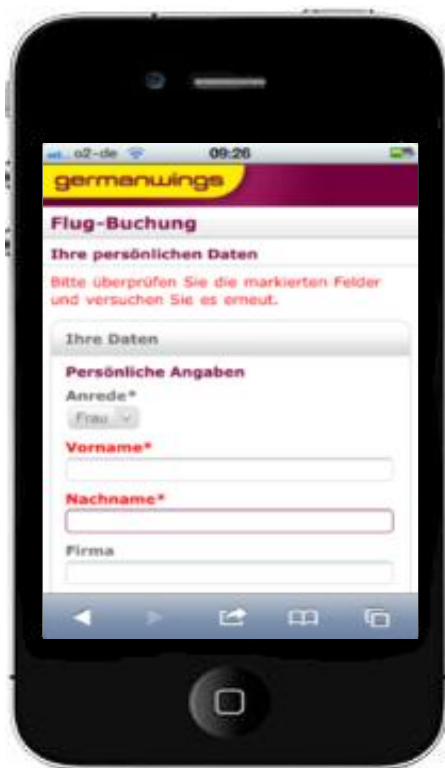 o2-de 09:26
germanwings
Flug-Buchung
Ihre persönlichen Daten
Bitte überprüfen Sie die markierten Felder
und versuchen Sie es erneut.
Ihre Daten
Persönliche Angaben
Anrede*
Frau
Vorname*
Nachname*
Firma